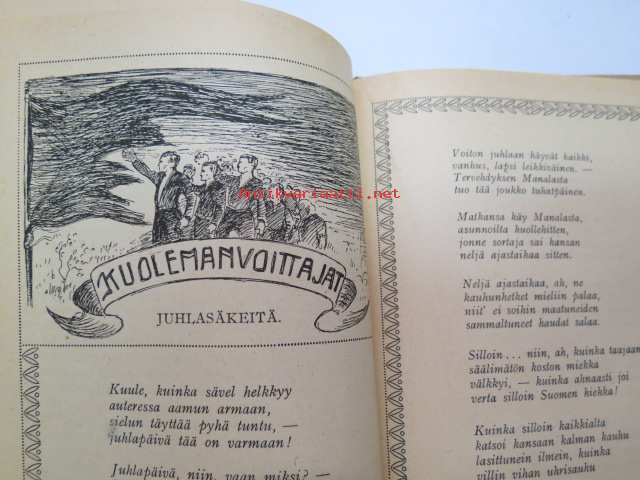 KUOLEMANVOITTAJAT
JUHLASÄKEITÄ.
Kuule, kuinka sävel helkkyy
auteressa aamun armaan,
sielun täyttää pyhä tuntu, —
juhlapäivä tää on varmaan!
Juhlapäivä, niin, vaan miksi? —
Voiton juhlaan käyvät kaikki,
vanhus, lapsi leikkiväinen. —
Tervehdyksen Manalasta
tuo tää joukko tuhatpäinen.
Matkansa käy Manalasta,
asunnoilta huollehitten,
jonne sortaja sai kansan
neljä ajastaikaa sitten.
Neljä ajastaikaa, ah, ne
kauhunhetket mieliin palaa,
niit' ei soihin maatuneiden
sammaltuneet haudat salaa.
Silloin... niin, ah, kuinka taajaan
säälimätön koston miekka
välkkyi, — kuinka ahnaasti joi
verta silloin Suomen hiekka!
Kuinka silloin kaikkialta
katsoi kansaan kalman kauhu
lasittunein ilmein, kuinka
villin vihan uhrisauhu
Antikvariaatti.net